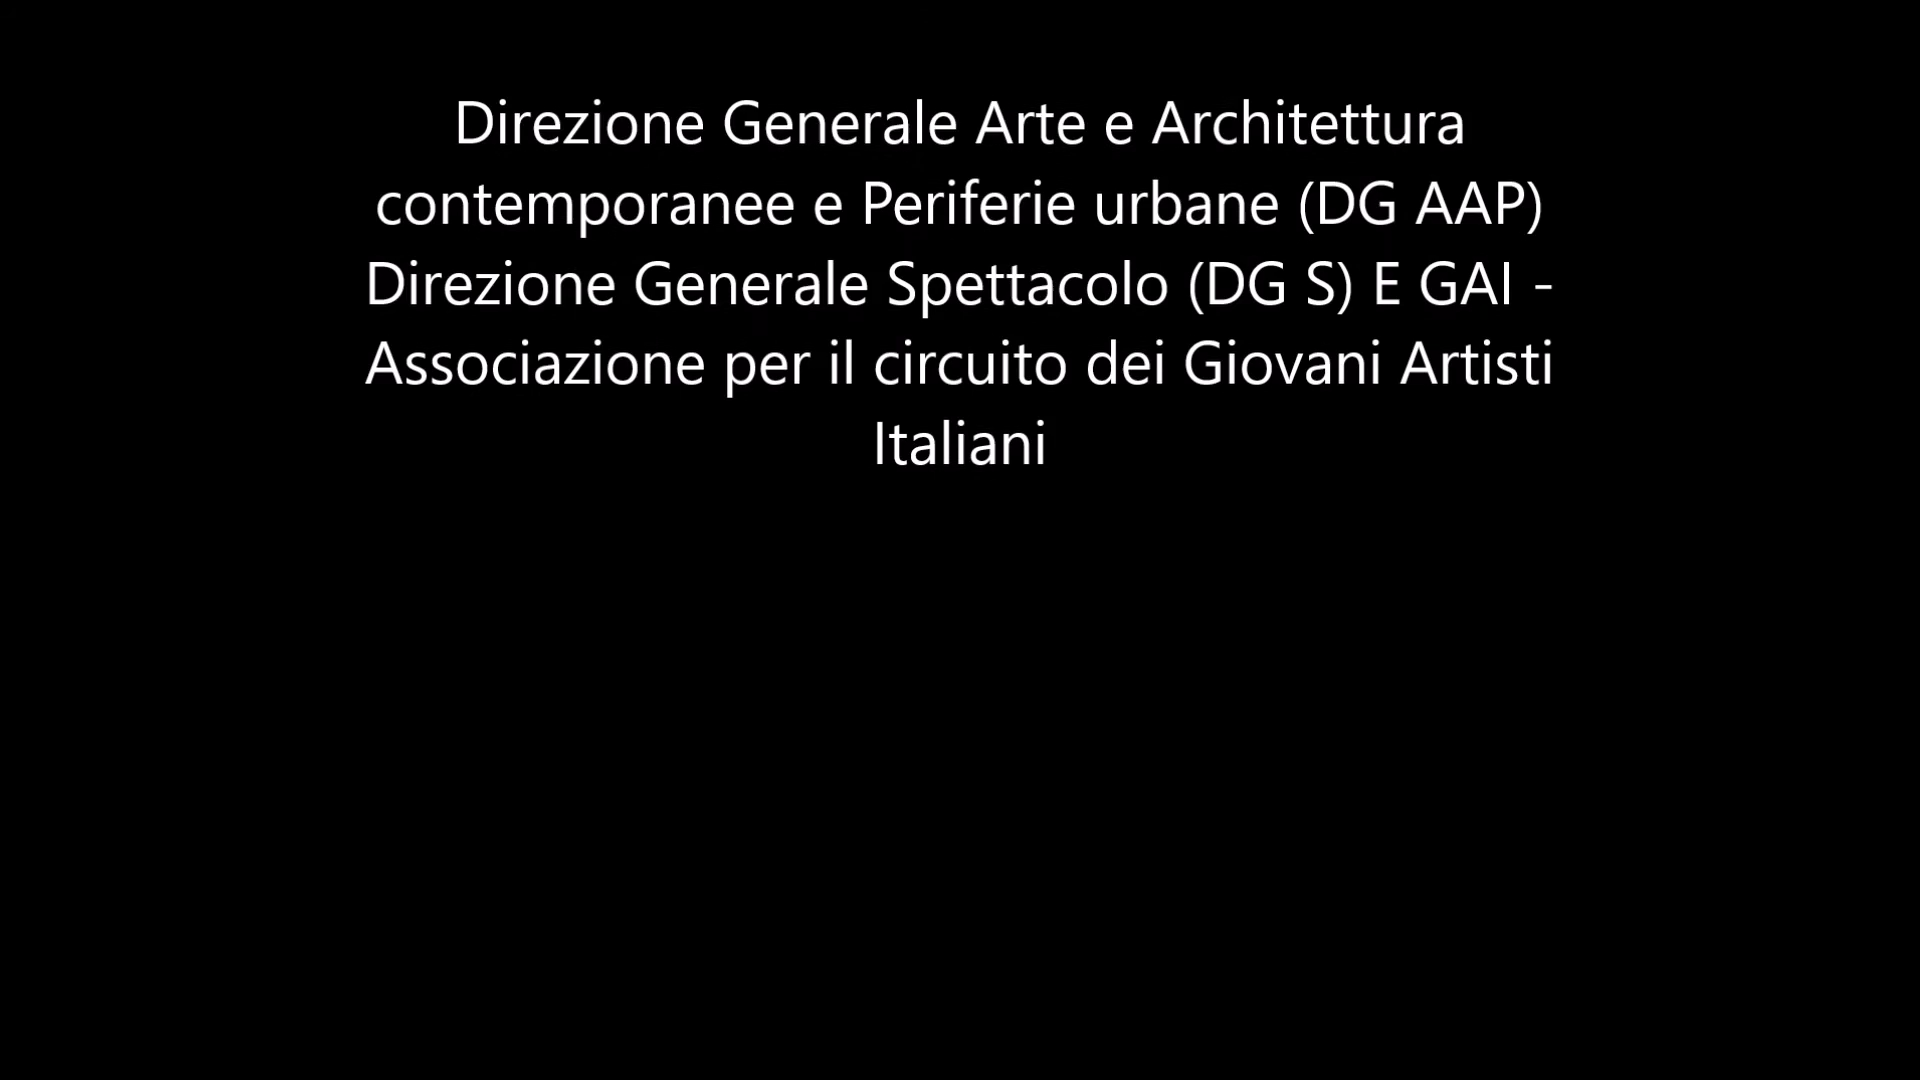 Direzione Generale Arte e Architettura
contemporanee e Periferie urbane (DG AAP)
Direzione Generale Spettacolo (DG S) E GAI -
Associazione per il circuito dei Giovani Artisti
Italiani